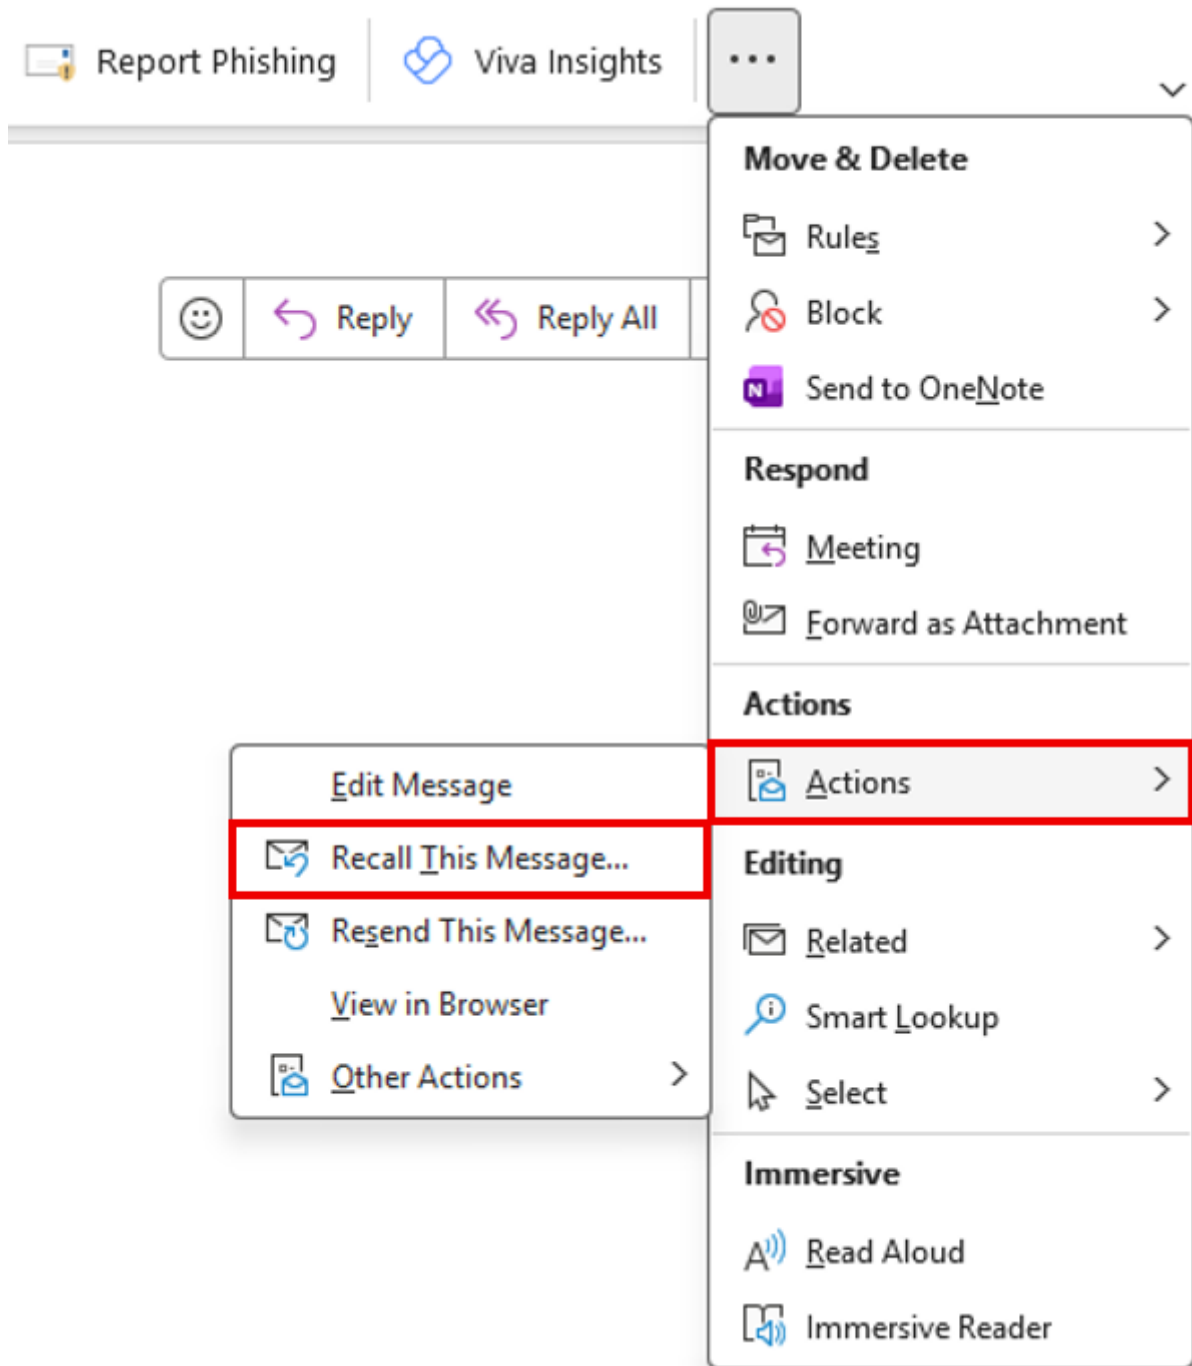 Report Phishing
Viva Insights
Move & Delete
Rules
Block
Send to OneNote
Reply
Reply All
Respond
Meeting
Forward as Attachment
Actions
Actions
Edit Message
Recall This Message...
Resend This Message...
View in Browser
Other Actions
Editing
Related
Smart Lookup
Select
Immersive
Read Aloud
Immersive Reader